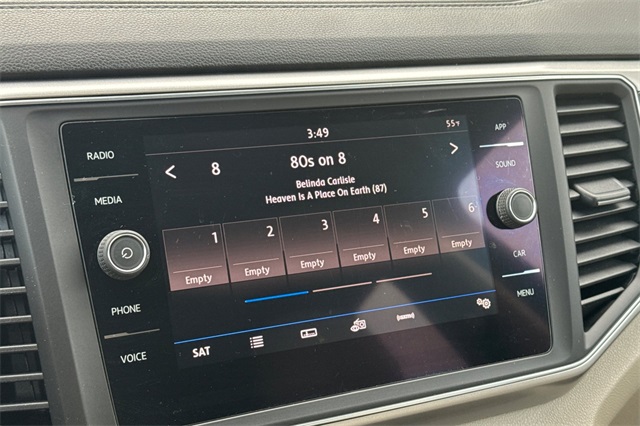 3:49
55°F
RADIO
MEDIA
PHONE
VOICE
APP
SOUND
CAR
MENU
8
80s on 8
Belinda Carlisle
Heaven Is A Place On Earth (87)
1 2 3 4 5 6
Empty Empty Empty Empty Empty Empty
SAT